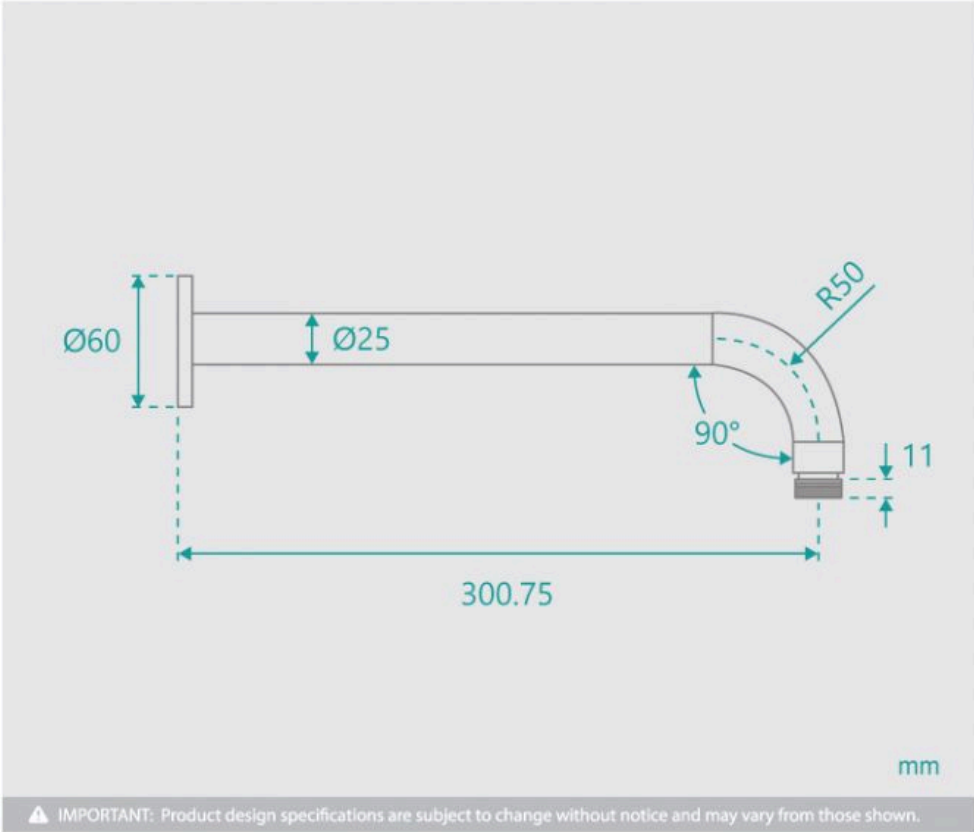 R50
Ø60
Ø25
90°
11
300.75
mm
IMPORTANT: Product design specifications are subject to change without notice and may vary from those shown.